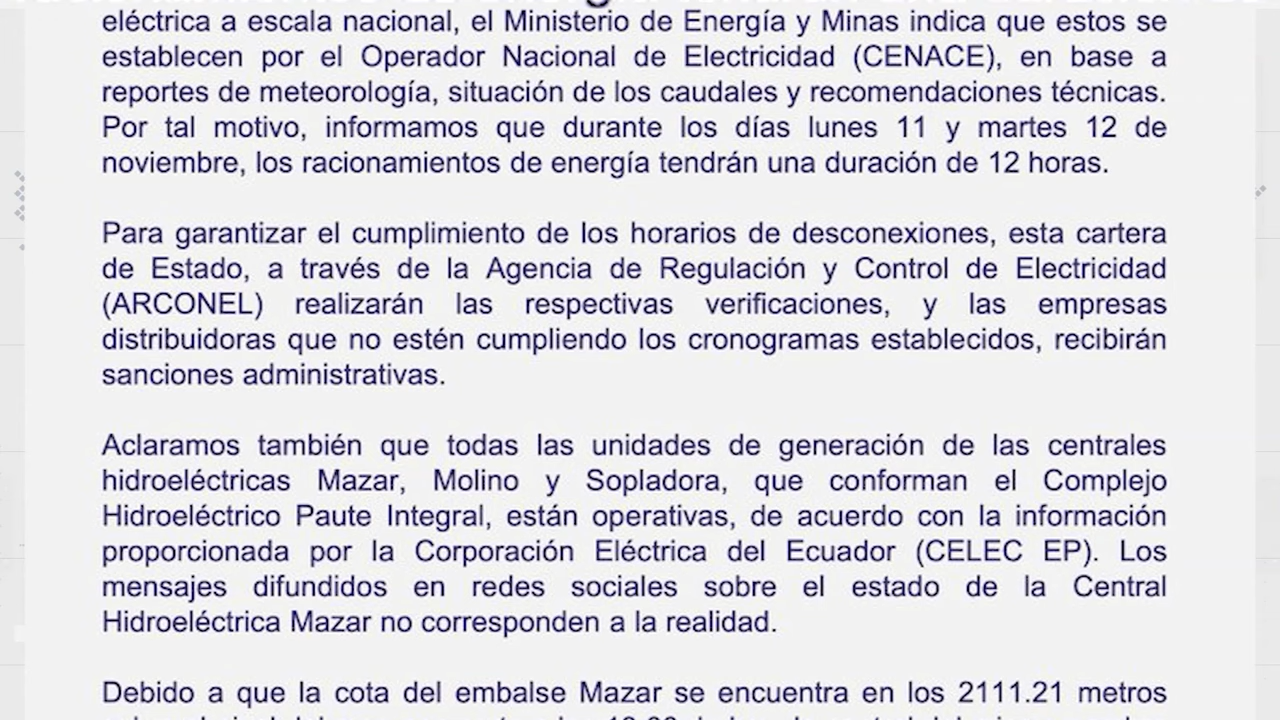 eléctrica a escala nacional, el Ministerio de Energía y Minas indica que estos se
establecen por el Operador Nacional de Electricidad (CENACE), en base a
reportes de meteorología, situación de los caudales y recomendaciones técnicas.
Por tal motivo, informamos que durante los días lunes 11 y martes 12 de
noviembre, los racionamientos de energía tendrán una duración de 12 horas.
Para garantizar el cumplimiento de los horarios de desconexiones, esta cartera
de Estado, a través de la Agencia de Regulación y Control de Electricidad
(ARCONEL) realizarán las respectivas verificaciones, y las empresas
distribuidoras que no estén cumpliendo los cronogramas establecidos, recibirán
sanciones administrativas.
Aclaramos también que todas las unidades de generación de las centrales
hidroeléctricas Mazar, Molino y Sopladora, que conforman el Complejo
Hidroeléctrico Paute Integral, están operativas, de acuerdo con la información
proporcionada por la Corporación Eléctrica del Ecuador (CELEC EP). Los
mensajes difundidos en redes sociales sobre el estado de la Central
Hidroeléctrica Mazar no corresponden a la realidad.
Debido a que la cota del embalse Mazar se encuentra en los 2111.21 metros